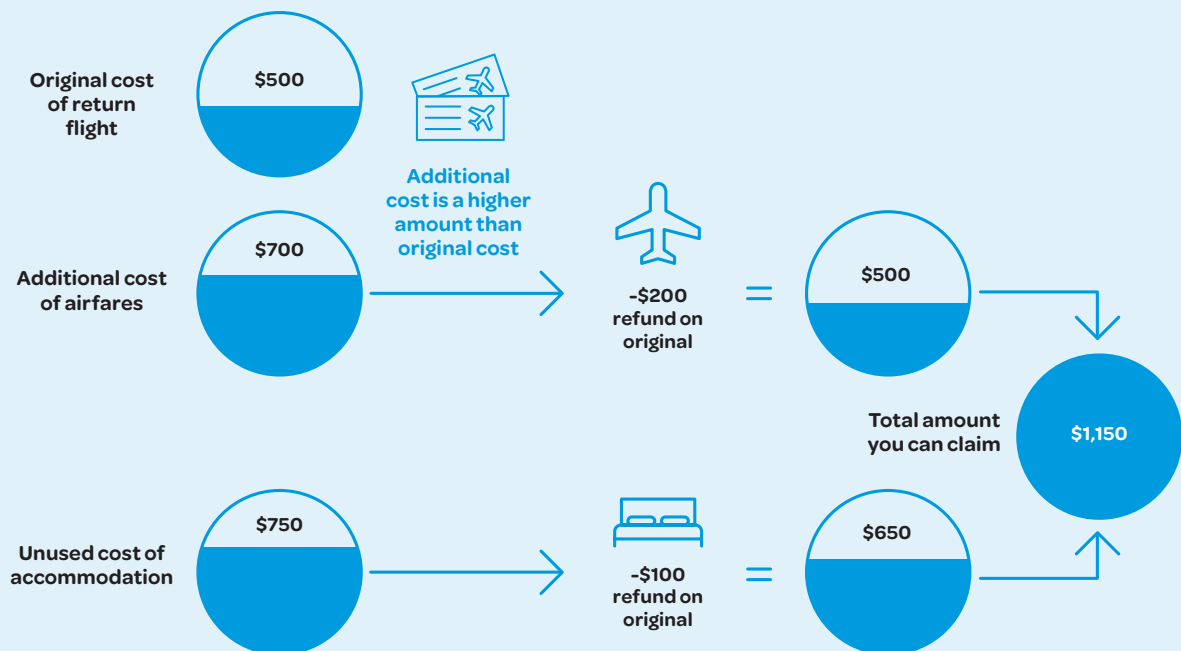 Original cost
of return
flight
$500
Additional
cost is a higher
amount than
original cost
Additional cost
of airfares
$700
-$200
refund on
original
=
$500
Total amount
you can claim
$1,150
Unused cost of
accommodation
$750
-$100
refund on
original
=
$650